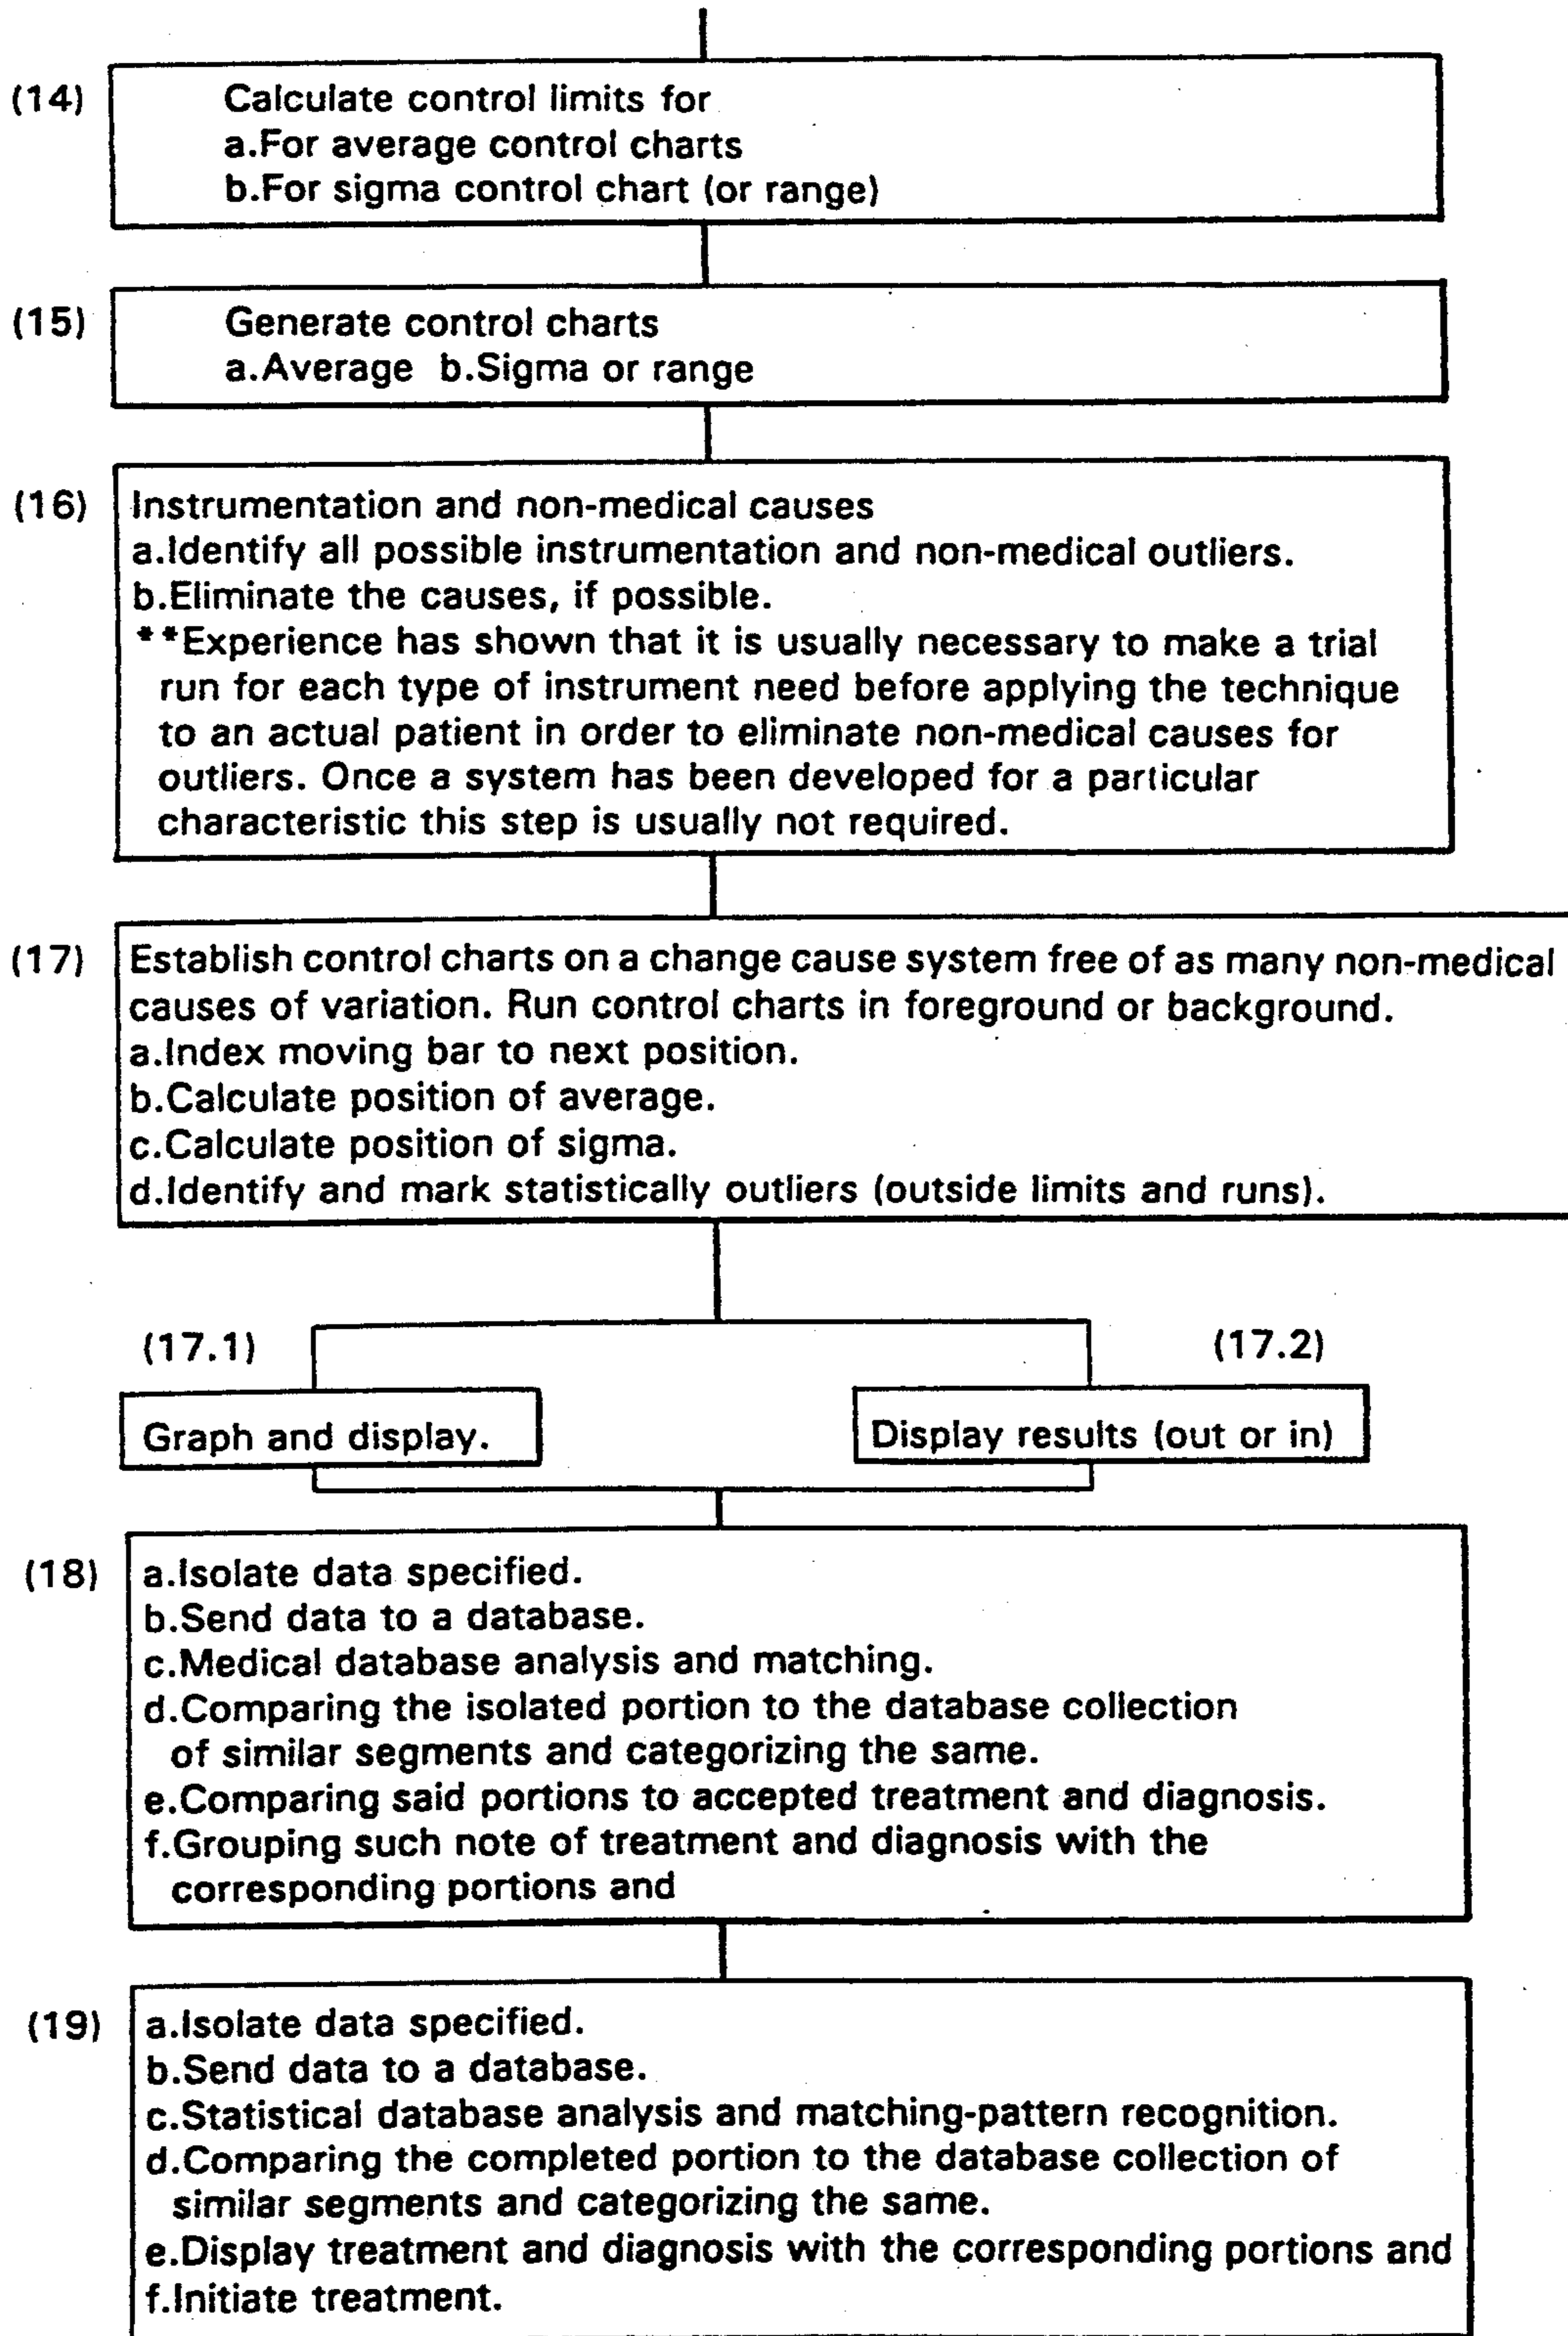 (14) Calculate control limits for
a.For average control charts
b.For sigma control chart (or range)
(15) Generate control charts
a.Average b.Sigma or range
(16) Instrumentation and non-medical causes
a.Identify all possible instrumentation and non-medical outliers.
b.Eliminate the causes, if possible.
**Experience has shown that it is usually necessary to make a trial
run for each type of instrument need before applying the technique
to an actual patient in order to eliminate non-medical causes for
outliers. Once a system has been developed for a particular
characteristic this step is usually not required.
(17) Establish control charts on a change cause system free of as many non-medical
causes of variation. Run control charts in foreground or background.
a.Index moving bar to next position.
b.Calculate position of average.
c.Calculate position of sigma.
d.Identify and mark statistically outliers (outside limits and runs).
(17.1) (17.2)
Graph and display. Display results (out or in)
(18) a.Isolate data specified.
b.Send data to a database.
c.Medical database analysis and matching.
d.Comparing the isolated portion to the database collection
of similar segments and categorizing the same.
e.Comparing said portions to accepted treatment and diagnosis.
f.Grouping such note of treatment and diagnosis with the
corresponding portions and
(19) a.Isolate data specified.
b.Send data to a database.
c.Statistical database analysis and matching-pattern recognition.
d.Comparing the completed portion to the database collection of
similar segments and categorizing the same.
e.Display treatment and diagnosis with the corresponding portions and
f.Initiate treatment.